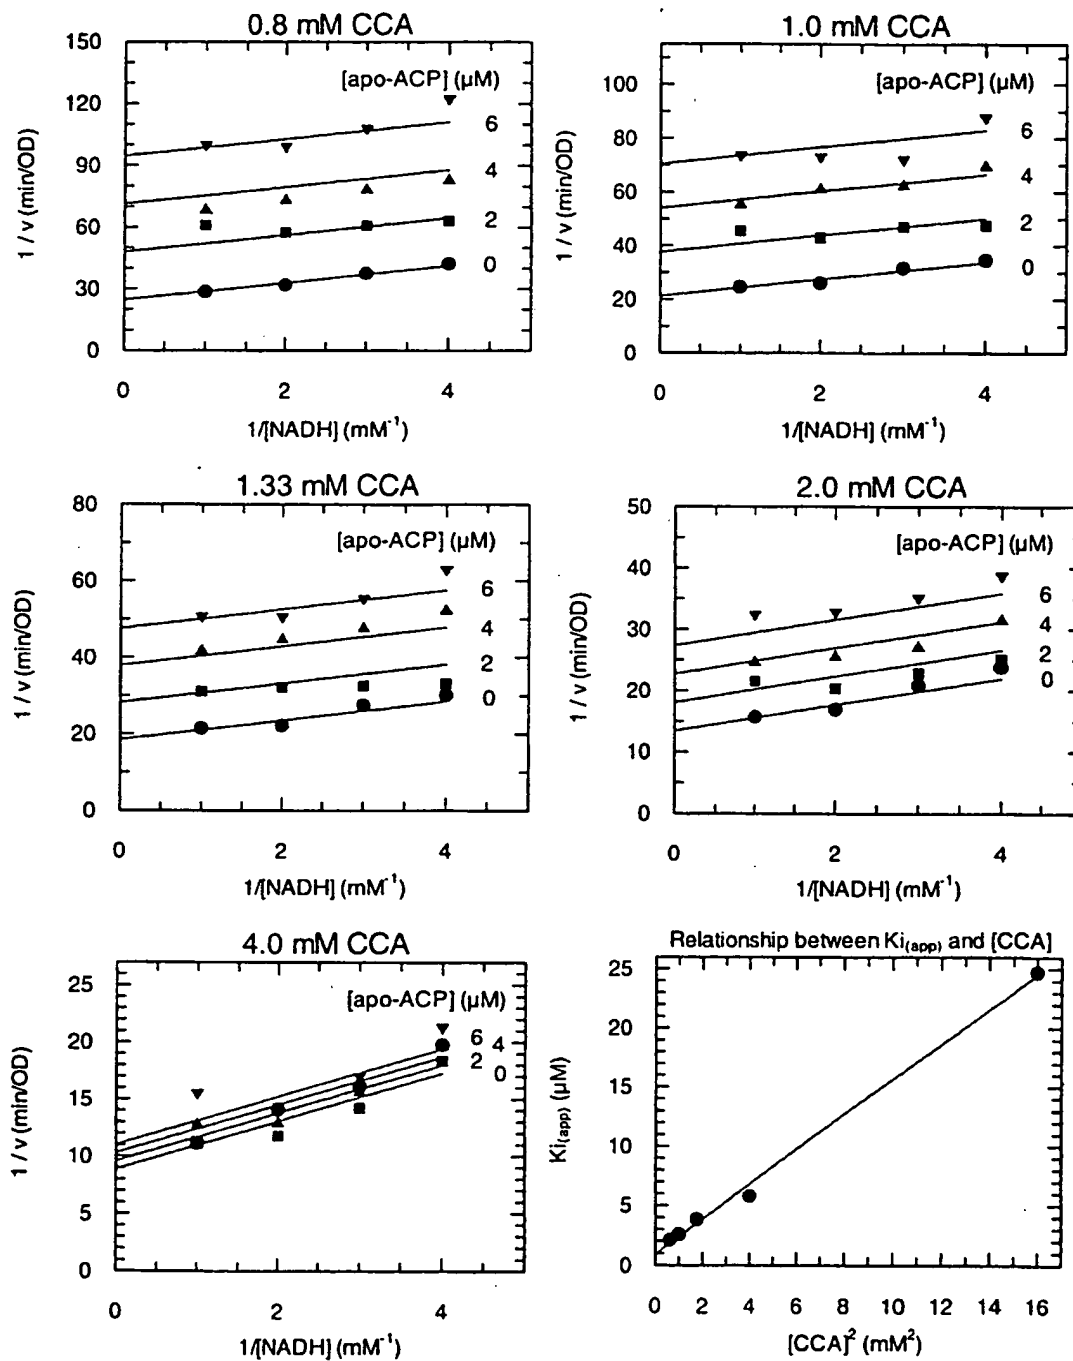 0.8 mM CCA
150
120
90
60
30
0
1 / v (min/OD)
[apo-ACP] (µM)
6
4
2
0
0 2 4
1/[NADH] (mM⁻¹)
1.0 mM CCA
100
80
60
40
20
0
1 / v (min/OD)
[apo-ACP] (µM)
6
4
2
0
0 2 4
1/[NADH] (mM⁻¹)
1.33 mM CCA
80
60
40
20
0
1 / v (min/OD)
[apo-ACP] (µM)
6
4
2
0
0 2 4
1/[NADH] (mM⁻¹)
2.0 mM CCA
50
40
30
20
10
0
1 / v (min/OD)
[apo-ACP] (µM)
6
4
2
0
0 2 4
1/[NADH] (mM⁻¹)
4.0 mM CCA
25
20
15
10
5
0
1 / v (min/OD)
[apo-ACP] (µM)
6 4
2 0
0 2 4
1/[NADH] (mM⁻¹)
Relationship between Ki(app) and [CCA]
25
20
15
10
5
0
Ki(app) (µM)
0 2 4 6 8 10 12 14 16
[CCA]² (mM²)